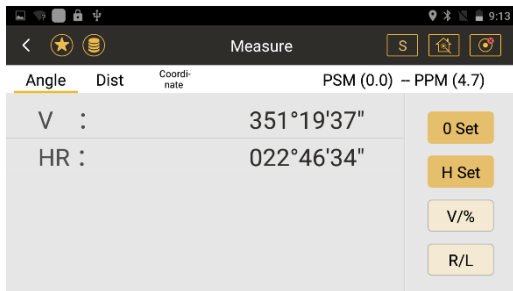 9:13
Measure S
Angle Dist Coordi-nate PSM (0.0) – PPM (4.7)
V : 351°19'37"
0 Set
HR : 022°46'34"
H Set
V/%
R/L